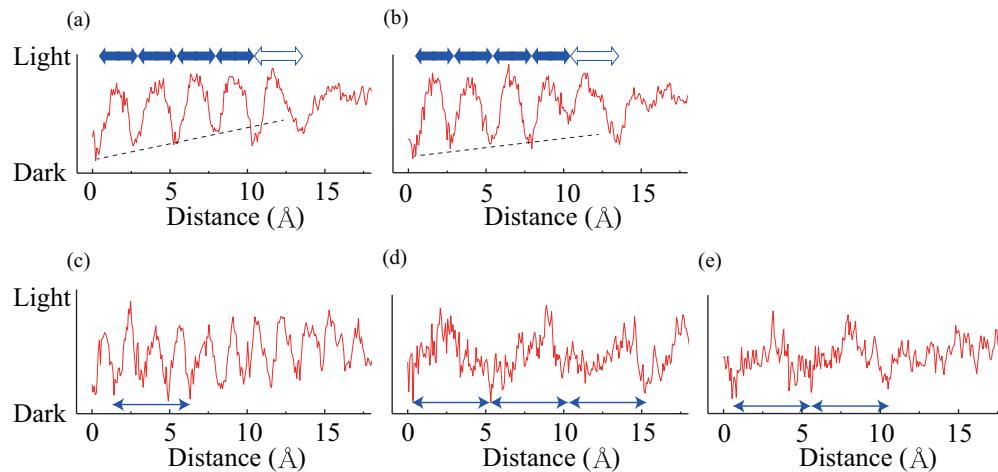 (a)
(b)
Light
Dark
0 5 10 15
0 5 10 15
Distance (Å)
Distance (Å)
(c)
(d)
(e)
Light
Dark
0 5 10 15
0 5 10 15
0 5 10 15
Distance (Å)
Distance (Å)
Distance (Å)